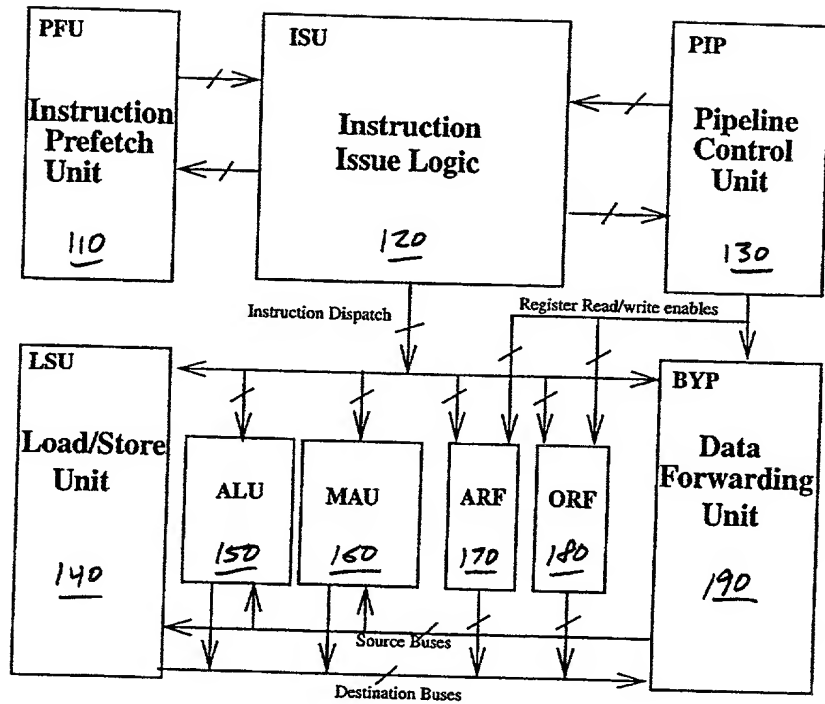 PFU
Instruction
Prefetch
Unit
110
ISU
Instruction
Issue Logic
120
PIP
Pipeline
Control
Unit
130
Instruction Dispatch
Register Read/write enables
LSU
Load/Store
Unit
140
ALU
150
MAU
160
ARF
170
ORF
180
BYP
Data
Forwarding
Unit
190
Source Buses
Destination Buses